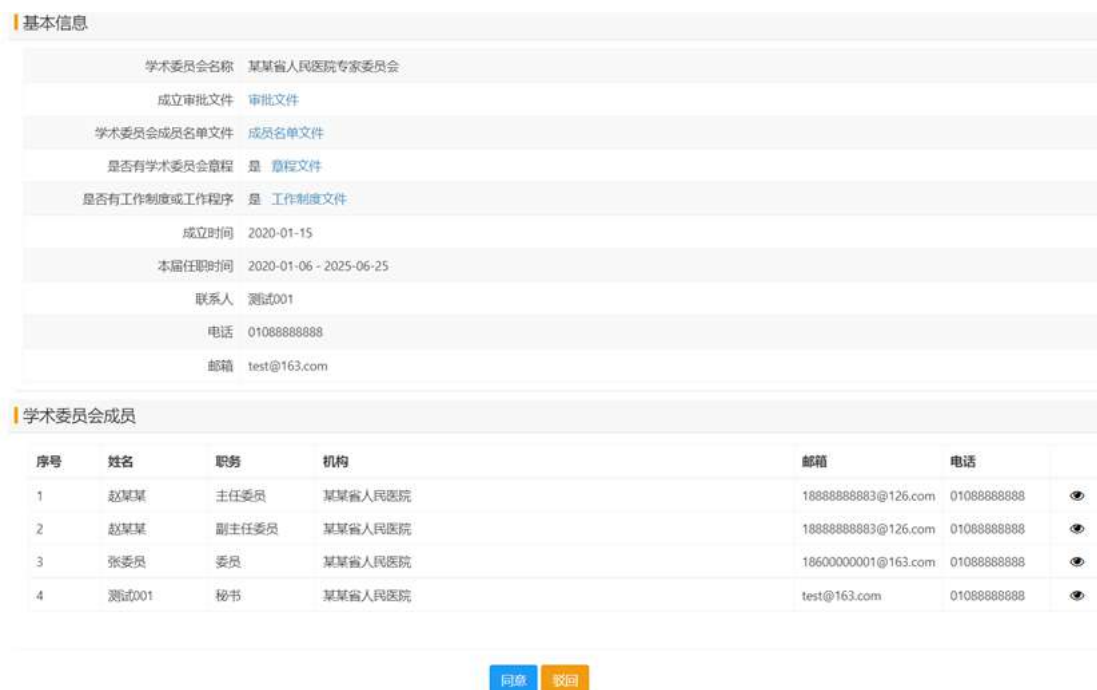 基本信息
学术委员会名称 某某省人民医院专家委员会
成立审批文件 审批文件
学术委员会成员名单文件 成员名单文件
是否有学术委员会章程 是 章程文件
是否有工作制度或工作程序 是 工作制度文件
成立时间 2020-01-15
本届任职时间 2020-01-06 - 2025-06-25
联系人 测试001
电话 01088888888
邮箱 test@163.com
学术委员会成员
序号 姓名 职务 机构 邮箱 电话
1 赵某某 主任委员 某某省人民医院 18888888883@126.com 01088888888
2 赵某某 副主任委员 某某省人民医院 18888888883@126.com 01088888888
3 张委员 委员 某某省人民医院 18600000001@163.com 01088888888
4 测试001 秘书 某某省人民医院 test@163.com 01088888888
同意 驳回